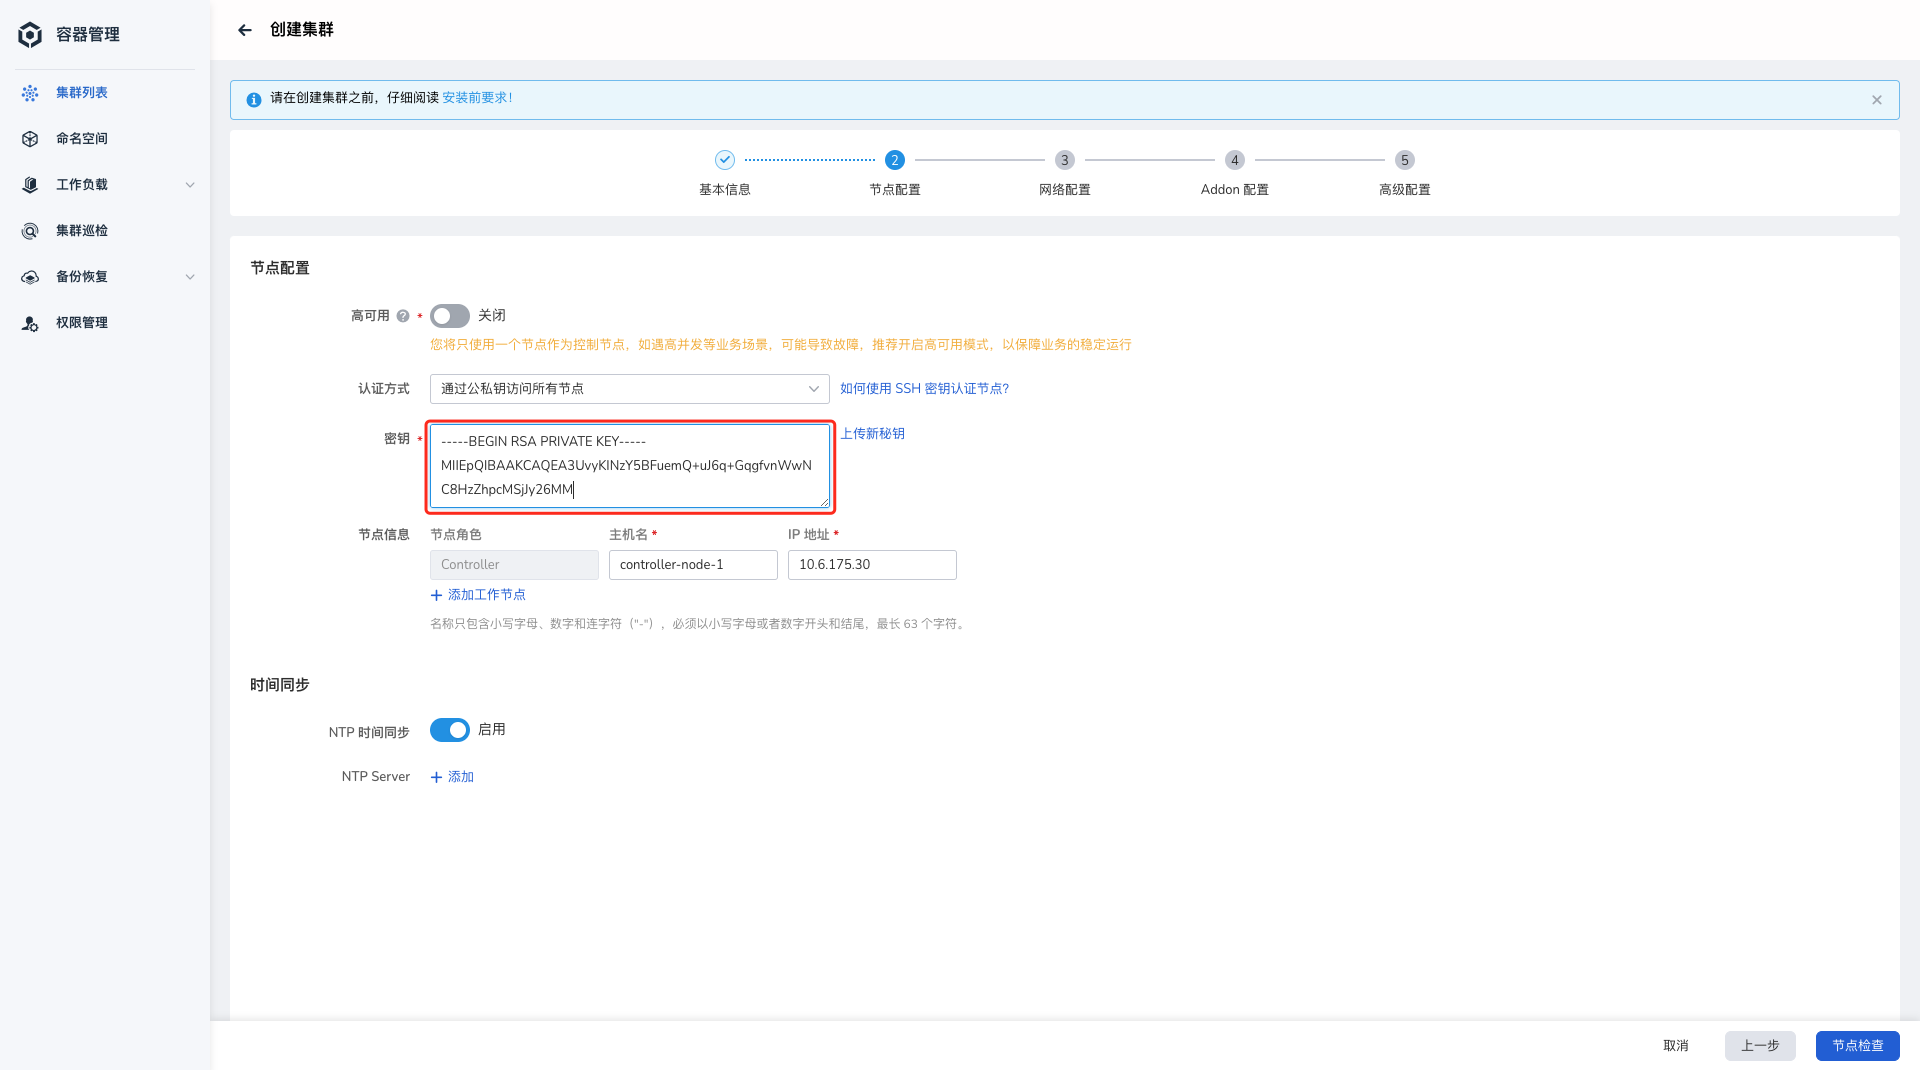 容器管理
集群列表
命名空间
工作负载
集群巡检
备份恢复
权限管理
创建集群
请在创建集群之前，仔细阅读 安装前要求！
2
3
4
5
基本信息
节点配置
网络配置
Addon 配置
高级配置
节点配置
高可用 ? * 关闭
您将只使用一个节点作为控制节点，如遇高并发等业务场景，可能导致故障，推荐开启高可用模式，以保障业务的稳定运行
认证方式 通过公私钥访问所有节点 如何使用 SSH 密钥认证节点?
密钥 * -----BEGIN RSA PRIVATE KEY----- 上传新秘钥
MIIEpQIBAAKCAQEA3UvyKINzY5BFuemQ+uJ6q+GqgfvnWwN
C8HzZhpcMSjJy26MM
节点信息 节点角色 主机名 * IP 地址 *
Controller controller-node-1 10.6.175.30
添加工作节点
名称只包含小写字母、数字和连字符（"-"），必须以小写字母或者数字开头和结尾，最长 63 个字符。
时间同步
NTP 时间同步 启用
NTP Server 添加
取消 上一步 节点检查